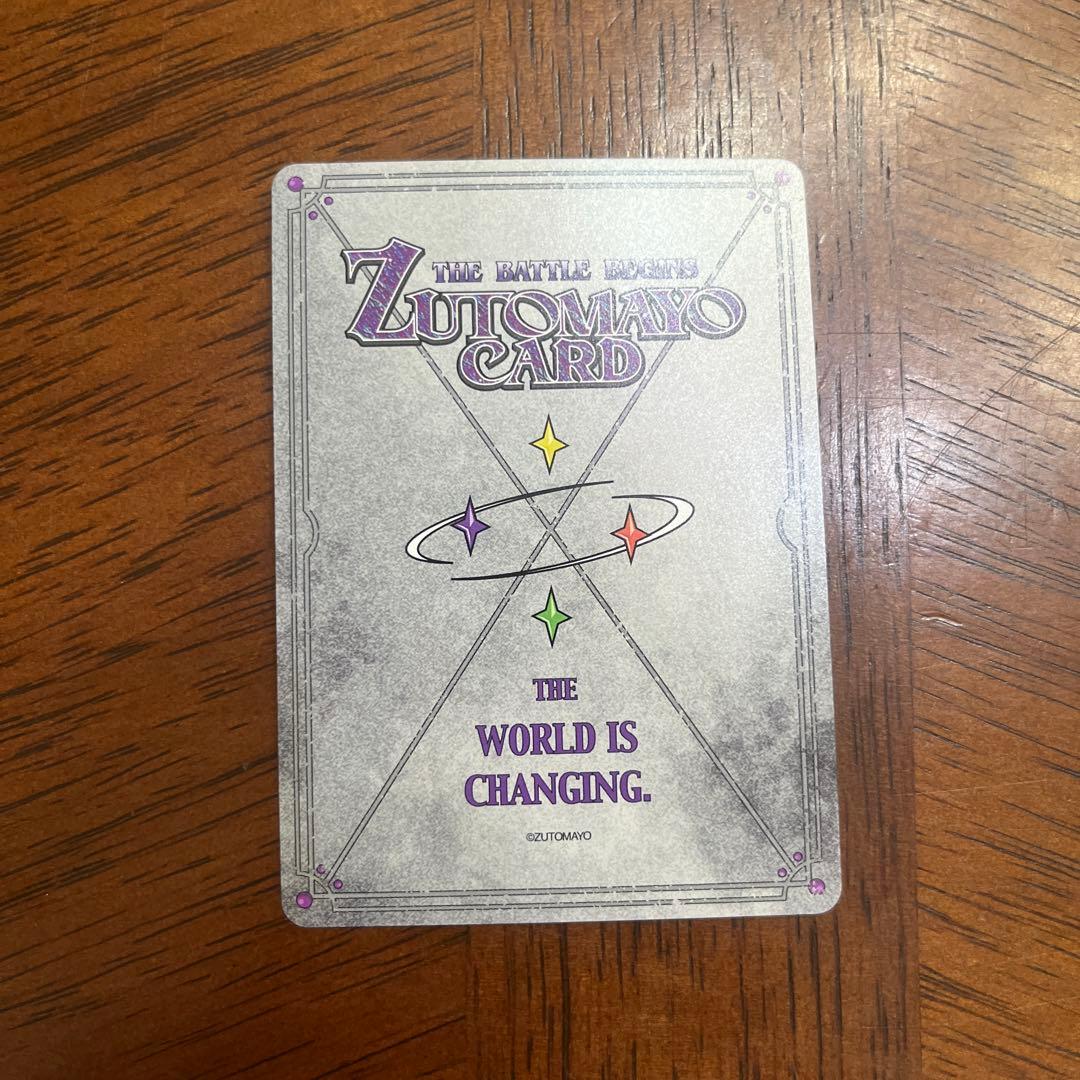 THE BATTLE BEGINS
ZUTOMAYO
CARD
THE
WORLD IS
CHANGING.
©ZUTOMAYO